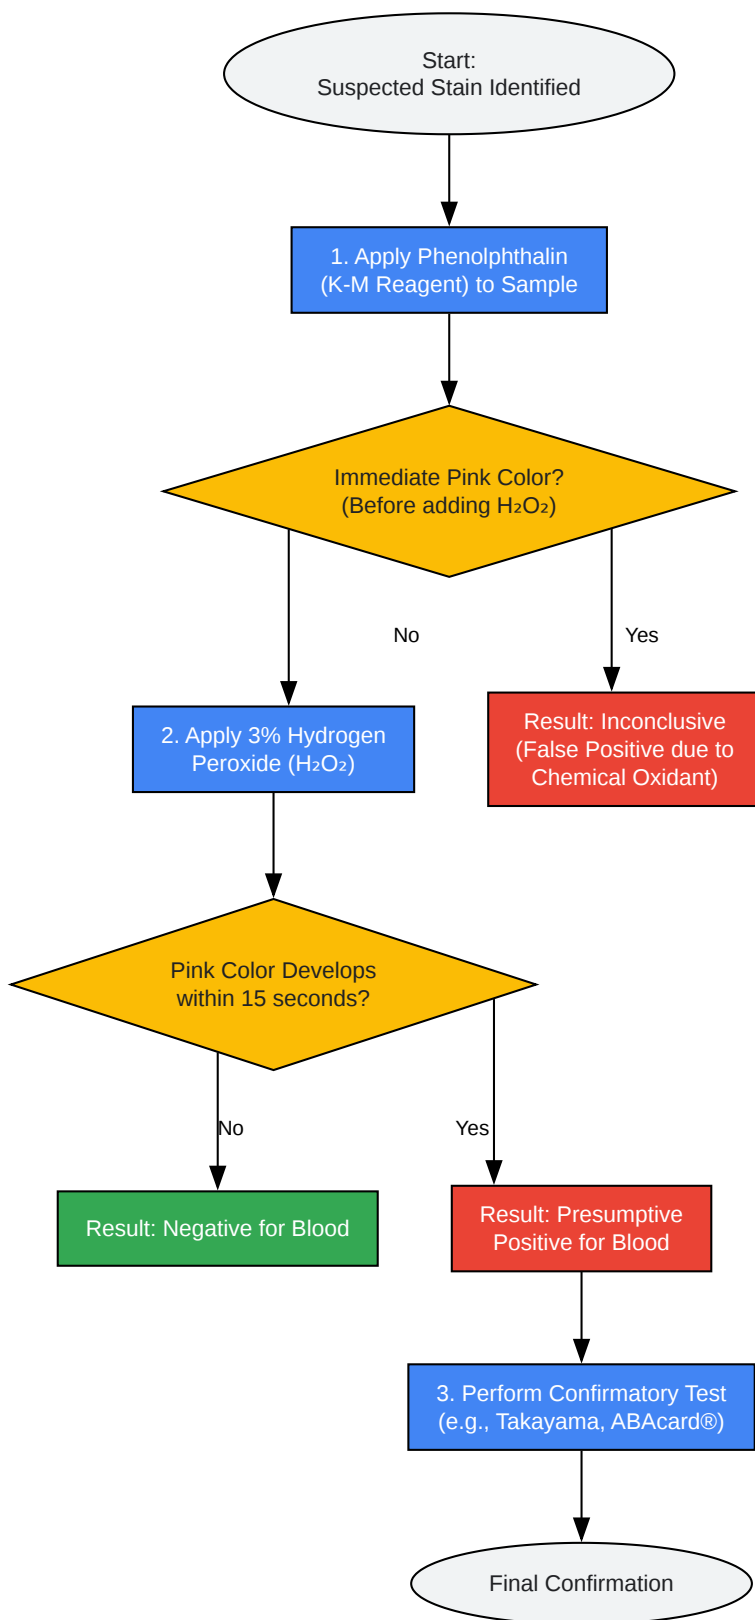 Start:
Suspected Stain Identified
1. Apply Phenolphthalin
(K-M Reagent) to Sample
Immediate Pink Color?
(Before adding H₂O₂)
No
Yes
2. Apply 3% Hydrogen
Peroxide (H₂O₂)
Result: Inconclusive
(False Positive due to
Chemical Oxidant)
Pink Color Develops
within 15 seconds?
No
Yes
Result: Negative for Blood
Result: Presumptive
Positive for Blood
3. Perform Confirmatory Test
(e.g., Takayama, ABAcard®)
Final Confirmation